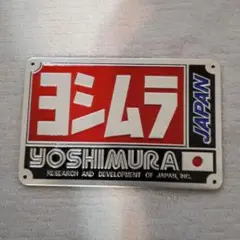 ヨシムラ
JAPAN
YOSHIMURA
RESEARCH AND DEVELOPMENT OF JAPAN, INC.